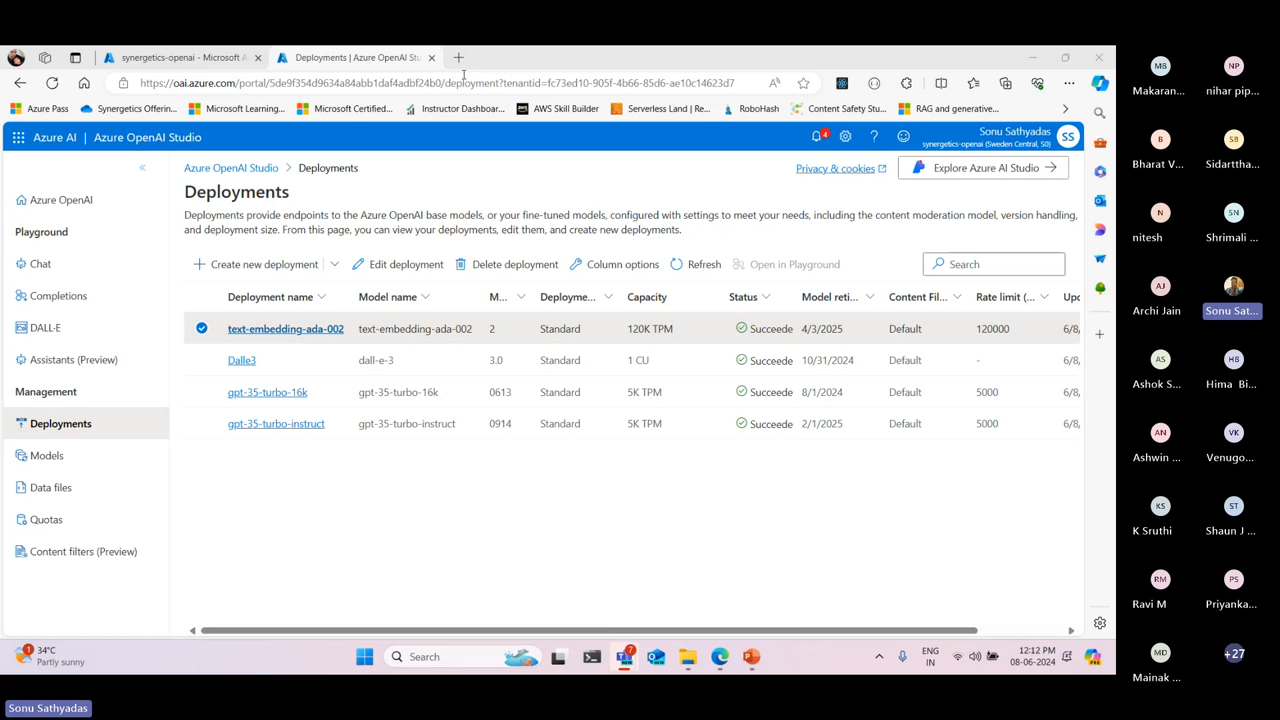 synergetics-openai - Microsoft A
Deployments | Azure OpenAI Stu
https://oai.azure.com/portal/5de9f354d9634a84abb1daf4adbf24b0/deployment?tenantid=fc73ed10-905f-4b66-85d6-ae10c14623d7
Azure Pass
Synergetics Offerin...
Microsoft Learning...
Microsoft Certified...
Instructor Dashboar...
AWS Skill Builder
Serverless Land | Re...
RoboHash
Content Safety Stu...
RAG and generative...
Azure AI | Azure OpenAI Studio
4
Sonu Sathyadas
synergetics-openai (Sweden Central, S0)
SS
Azure OpenAI
Playground
Chat
Completions
DALL·E
Assistants (Preview)
Management
Deployments
Models
Data files
Quotas
Content filters (Preview)
Azure OpenAI Studio > Deployments
Privacy & cookies
Explore Azure AI Studio
Deployments
Deployments provide endpoints to the Azure OpenAI base models, or your fine-tuned models, configured with settings to meet your needs, including the content moderation model, version handling,
and deployment size. From this page, you can view your deployments, edit them, and create new deployments.
Create new deployment
Edit deployment
Delete deployment
Column options
Refresh
Open in Playground
Search
Deployment name Model name M... Deployme... Capacity Status Model reti... Content Fil... Rate limit (... Upd
text-embedding-ada-002 text-embedding-ada-002 2 Standard 120K TPM Succeede 4/3/2025 Default 120000 6/8,
Dalle3 dall-e-3 3.0 Standard 1 CU Succeede 10/31/2024 Default - 6/8,
gpt-35-turbo-16k gpt-35-turbo-16k 0613 Standard 5K TPM Succeede 8/1/2024 Default 5000 6/8,
gpt-35-turbo-instruct gpt-35-turbo-instruct 0914 Standard 5K TPM Succeede 2/1/2025 Default 5000 6/8,
1
34°C
Partly sunny
Search
7
ENG
IN
12:12 PM
08-06-2024
Sonu Sathyadas
MB
Makaran...
NP
nihar pip...
B
Bharat V...
SB
Sidarttha...
N
nitesh
SN
Shrimali ...
AJ
Archi Jain
Sonu Sat...
AS
Ashok S...
HB
Hima Bi...
AN
Ashwin ...
VK
Venugo...
KS
K Sruthi
ST
Shaun J ...
RM
Ravi M
PS
Priyanka...
MD
Mainak ...
+27